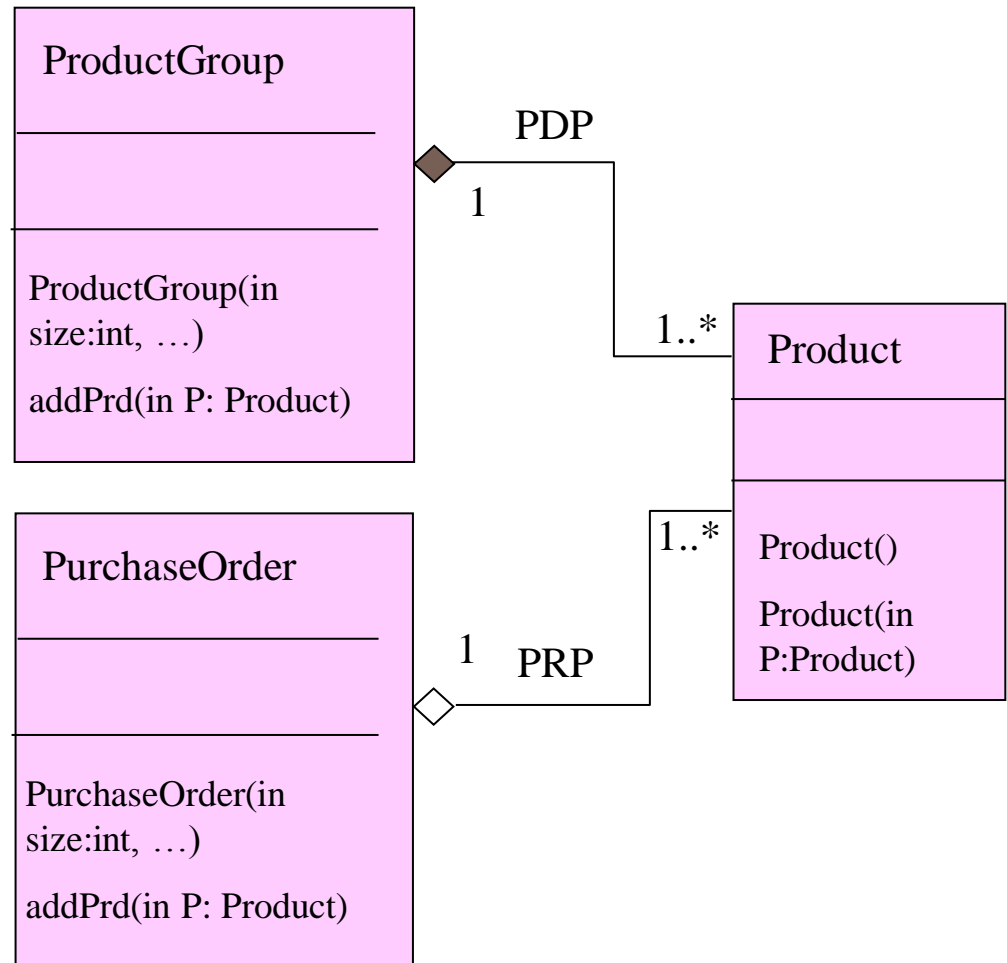 ProductGroup
ProductGroup(in
size:int, …)
addPrd(in P: Product)
PDP
1
1..*
Product
Product()
Product(in
P:Product)
PurchaseOrder
PurchaseOrder(in
size:int, …)
addPrd(in P: Product)
1
PRP
1..*